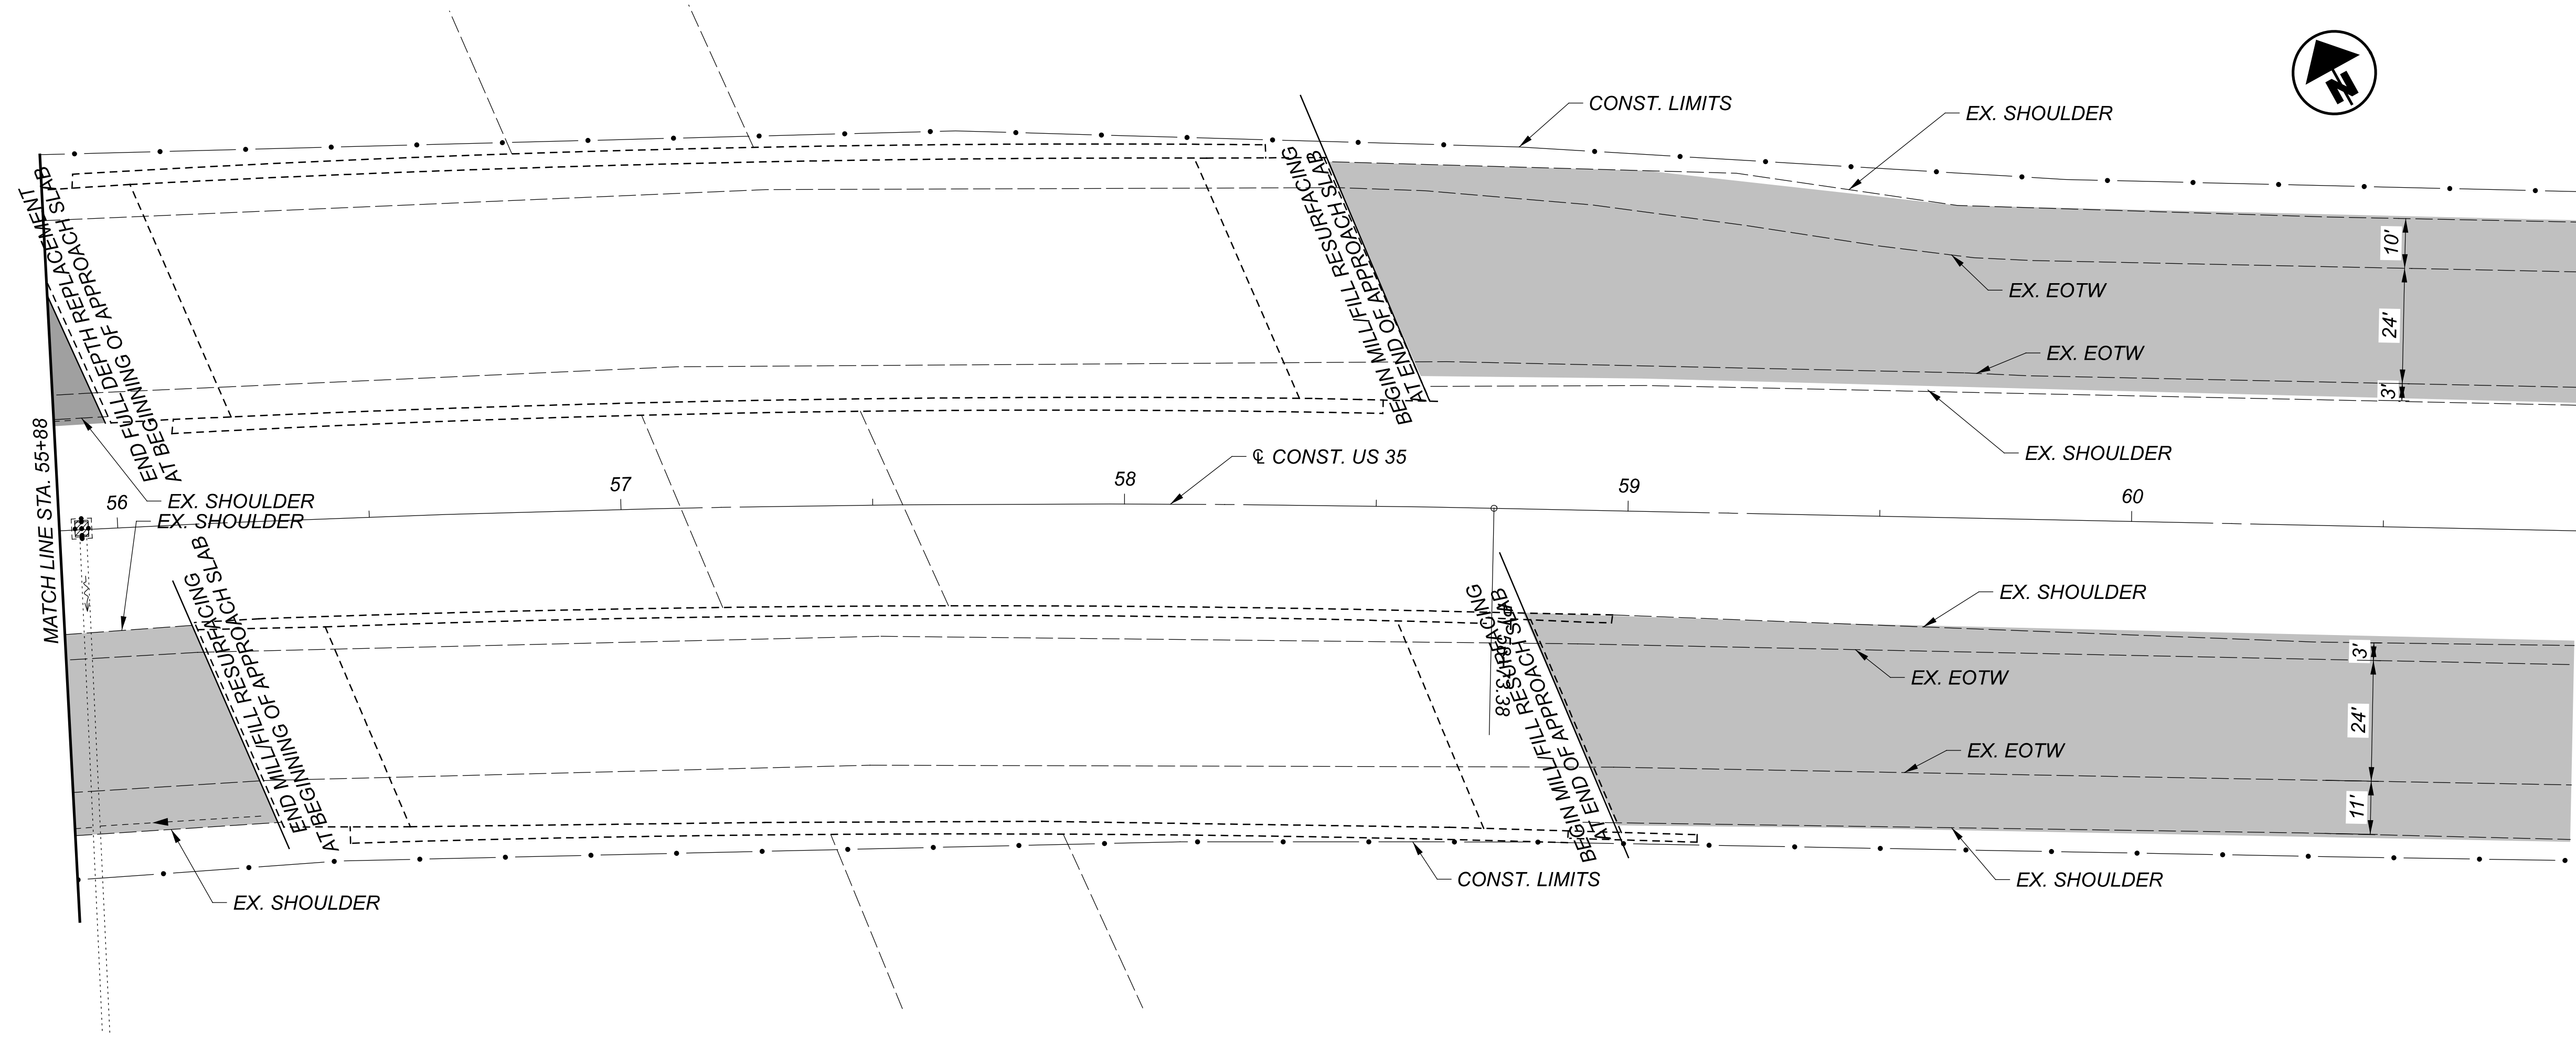 CONST. LIMITS
EX. SHOULDER
N
END FULL DEPTH REPLACEMENT
AT BEGINNING OF APPROACH SLAB
BEGIN MILL/FILL RESURFACING
AT END OF APPROACH SLAB
10'
EX. EOTW
24'
EX. EOTW
3'
EX. SHOULDER
MATCH LINE STA. 55+88
℄ CONST. US 35
EX. SHOULDER
EX. SHOULDER
56
57
58
59
60
END MILL/FILL RESURFACING
AT BEGINNING OF APPROACH SLAB
BEGIN MILL/FILL RESURFACING
AT END OF APPROACH SLAB
EX. SHOULDER
3'
EX. EOTW
24'
EX. EOTW
11'
EX. SHOULDER
CONST. LIMITS
EX. SHOULDER